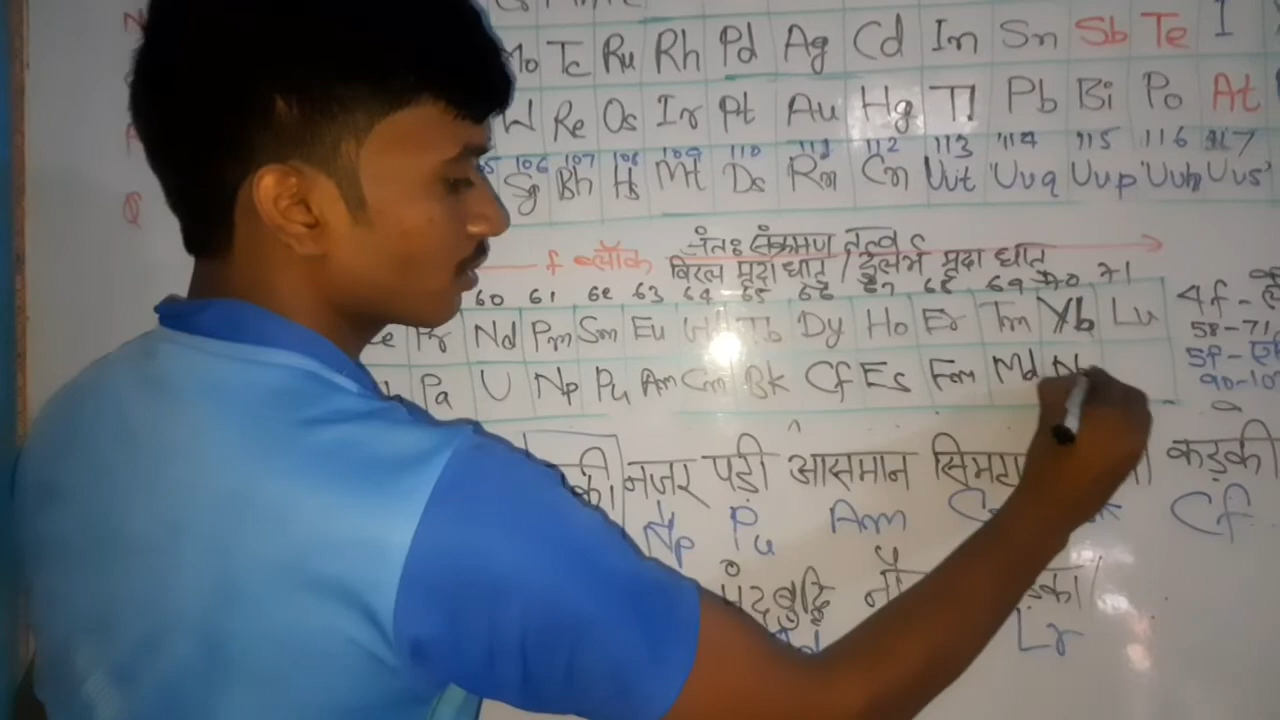 Mo Tc Ru Rh Pd Ag Cd In Sn Sb Te I
W Re Os Ir Pt Au Hg Tl Pb Bi Po At
106 107 108 109 110 111 112 113 114 115 116 117
Sg Bh Hs Mt Ds Rn Cn Uut Uuq Uup Uuh Uus
अंतः संक्रमण तत्व
f ब्लॉक विरल मृदा धातु / दुर्लभ मृदा धातु
60 61 62 63 64 65 66 67 68 69 70 71
Pr Nd Pm Sm Eu Gd Tb Dy Ho Er Tm Yb Lu
4f -
58-71
Pa U Np Pu Am Cm Bk Cf Es Fm Md
5f -
90-10
की नजर पड़ी आसमान कड़की
Np Pu Am Cf
मंदबुद्धि
Lr